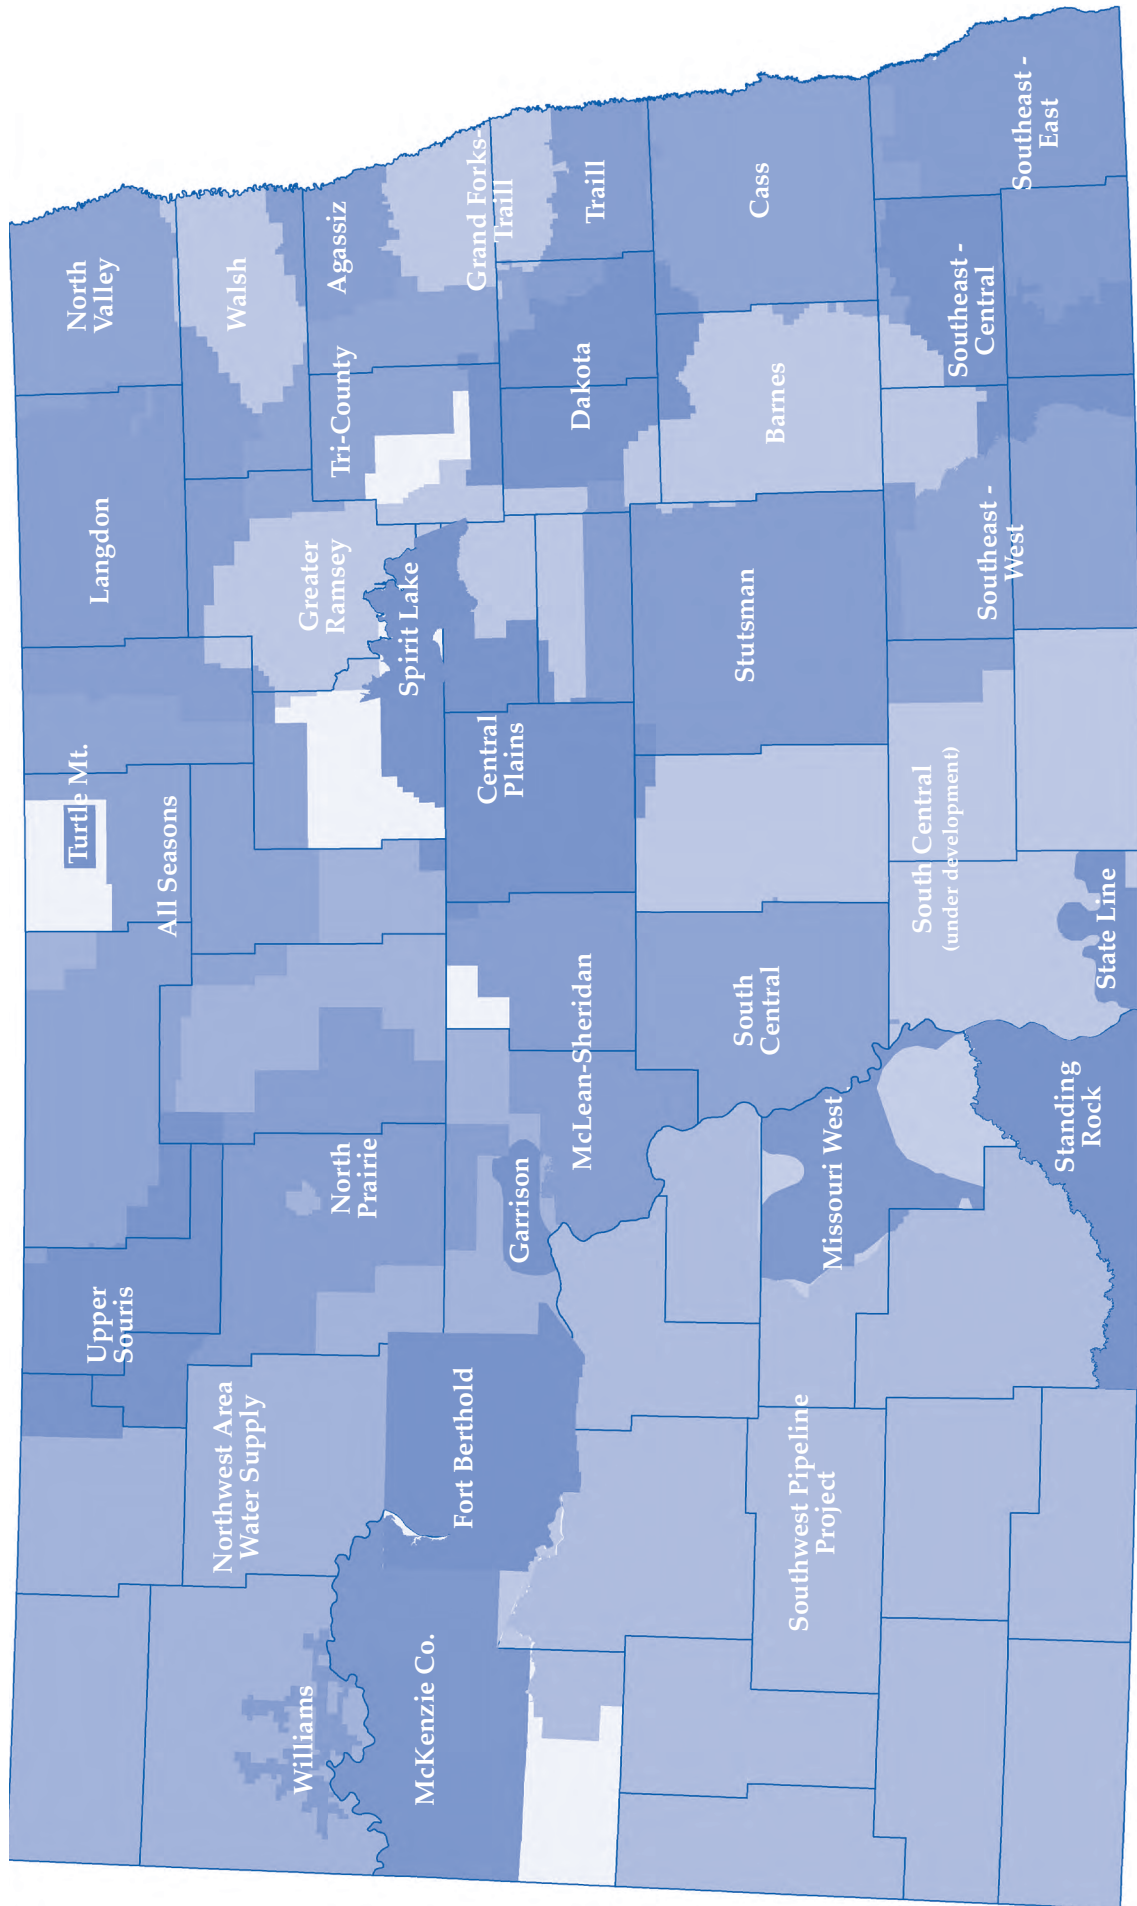 Turtle Mt.
Upper
Souris
All Seasons
Langdon
North
Valley
Northwest Area
Water Supply
North
Prairie
Greater
Ramsey
Walsh
Williams
Tri-County
Agassiz
Spirit Lake
McKenzie Co.
Fort Berthold
Garrison
Central
Plains
Grand Forks-
Traill
McLean-Sheridan
Dakota
Traill
Southwest Pipeline
Project
Missouri West
South
Central
Stutsman
Barnes
Cass
South Central
(under development)
Southeast -
West
Southeast -
Central
Southeast -
East
Standing
Rock
State Line